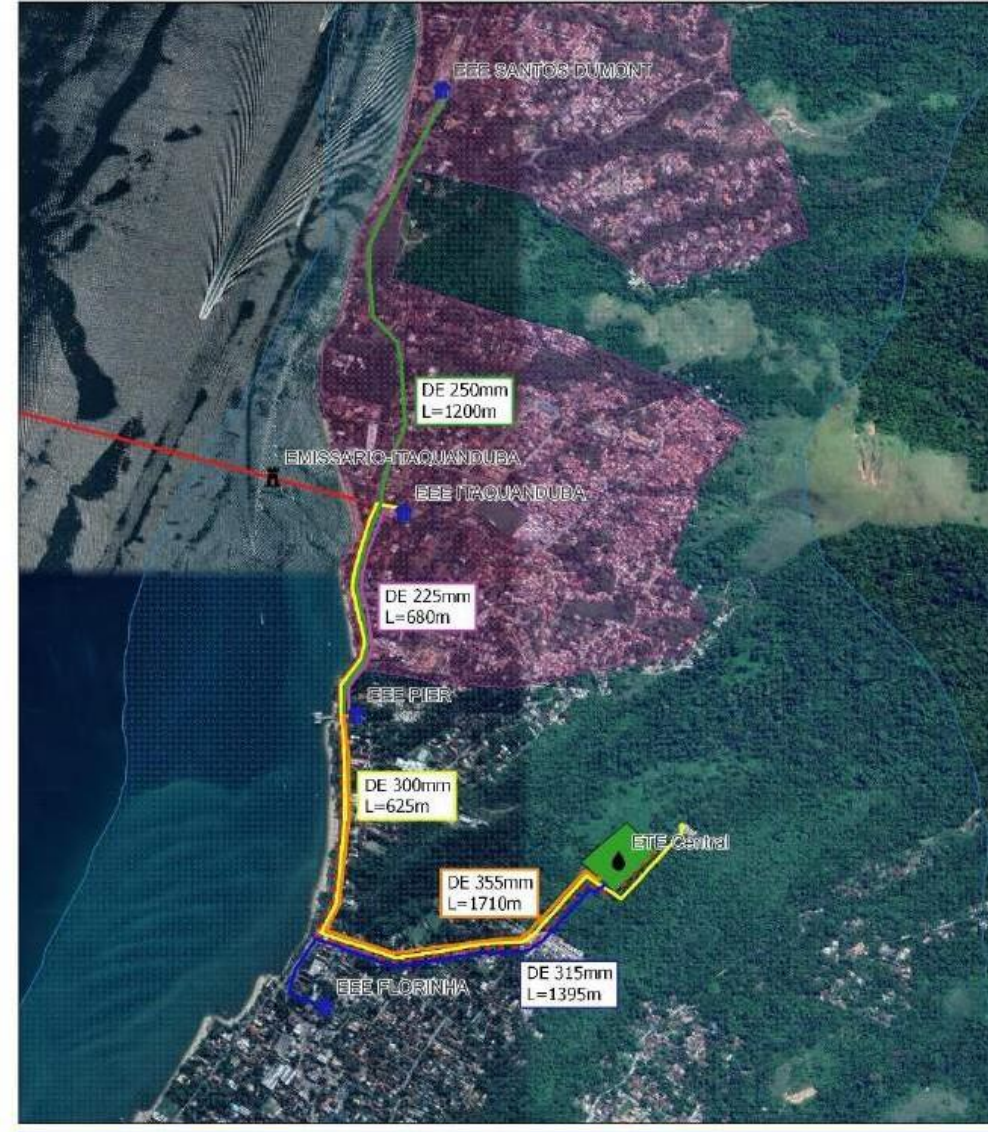 EEE SANTOS DUMONT
DE 250mm
L=1200m
EMISSARIO-ITAQUANDUBA
EEE ITAQUANDUBA
DE 225mm
L=680m
EEE PIER
DE 300mm
L=625m
ETE Central
DE 355mm
L=1710m
DE 315mm
L=1395m
EEE FLORINHA